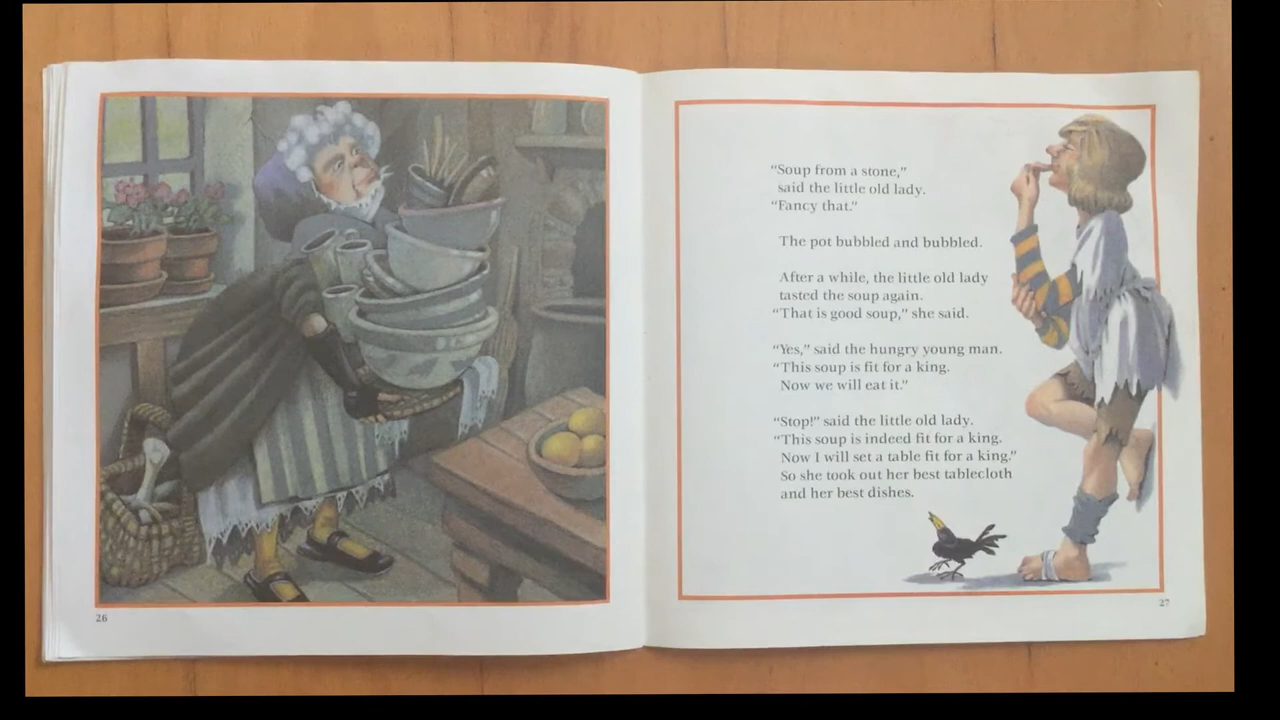 26
"Soup from a stone,"
said the little old lady.
"Fancy that."
The pot bubbled and bubbled.
After a while, the little old lady
tasted the soup again.
"That is good soup," she said.
"Yes," said the hungry young man.
"This soup is fit for a king.
Now we will eat it."
"Stop!" said the little old lady.
"This soup is indeed fit for a king.
Now I will set a table fit for a king."
So she took out her best tablecloth
and her best dishes.
27